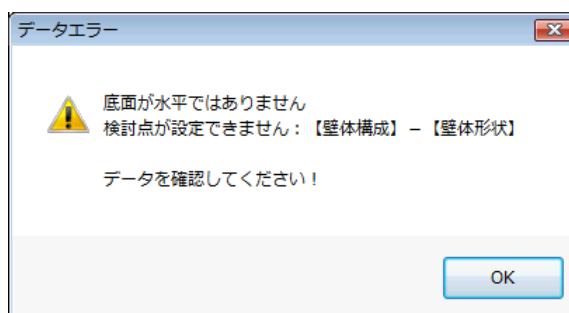 データエラー
底面が水平ではありません
検討点が設定できません：【壁体構成】－【壁体形状】
データを確認してください！
OK